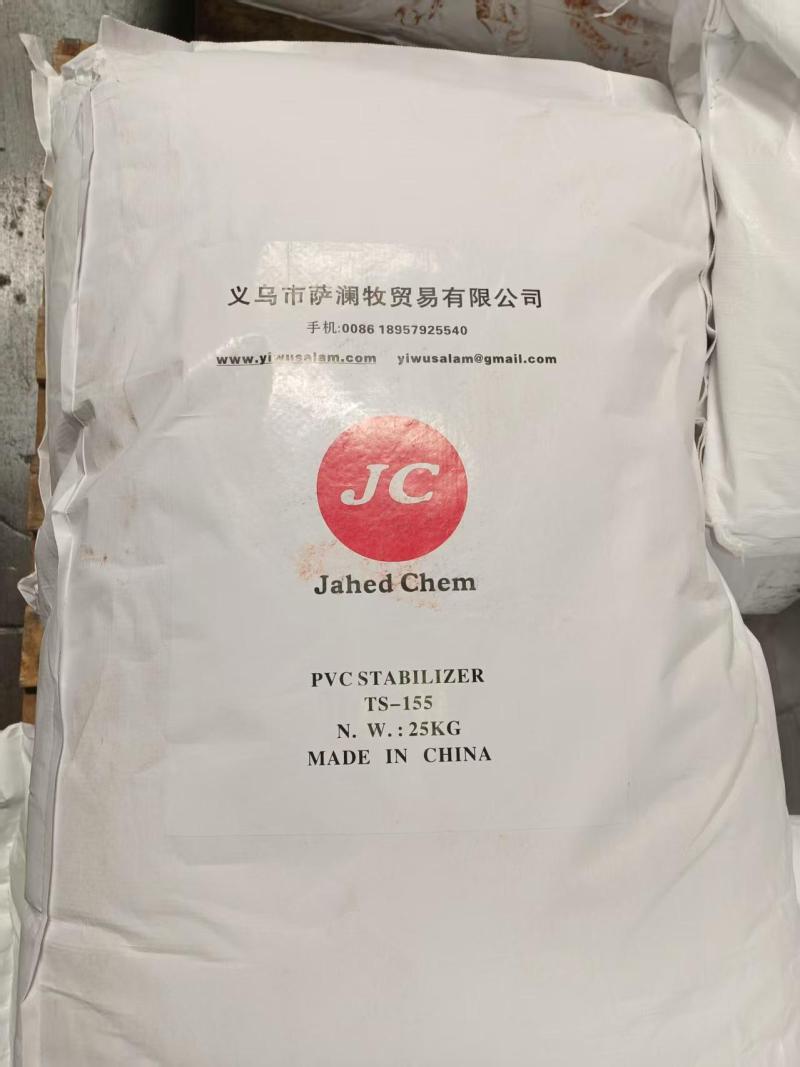 义乌市萨澜牧贸易有限公司
手机:0086 18957925540
www.yiwusalam.com yiwusalam@gmail.com
JC
Jahed Chem
PVC STABILIZER
TS-155
N. W.: 25KG
MADE IN CHINA